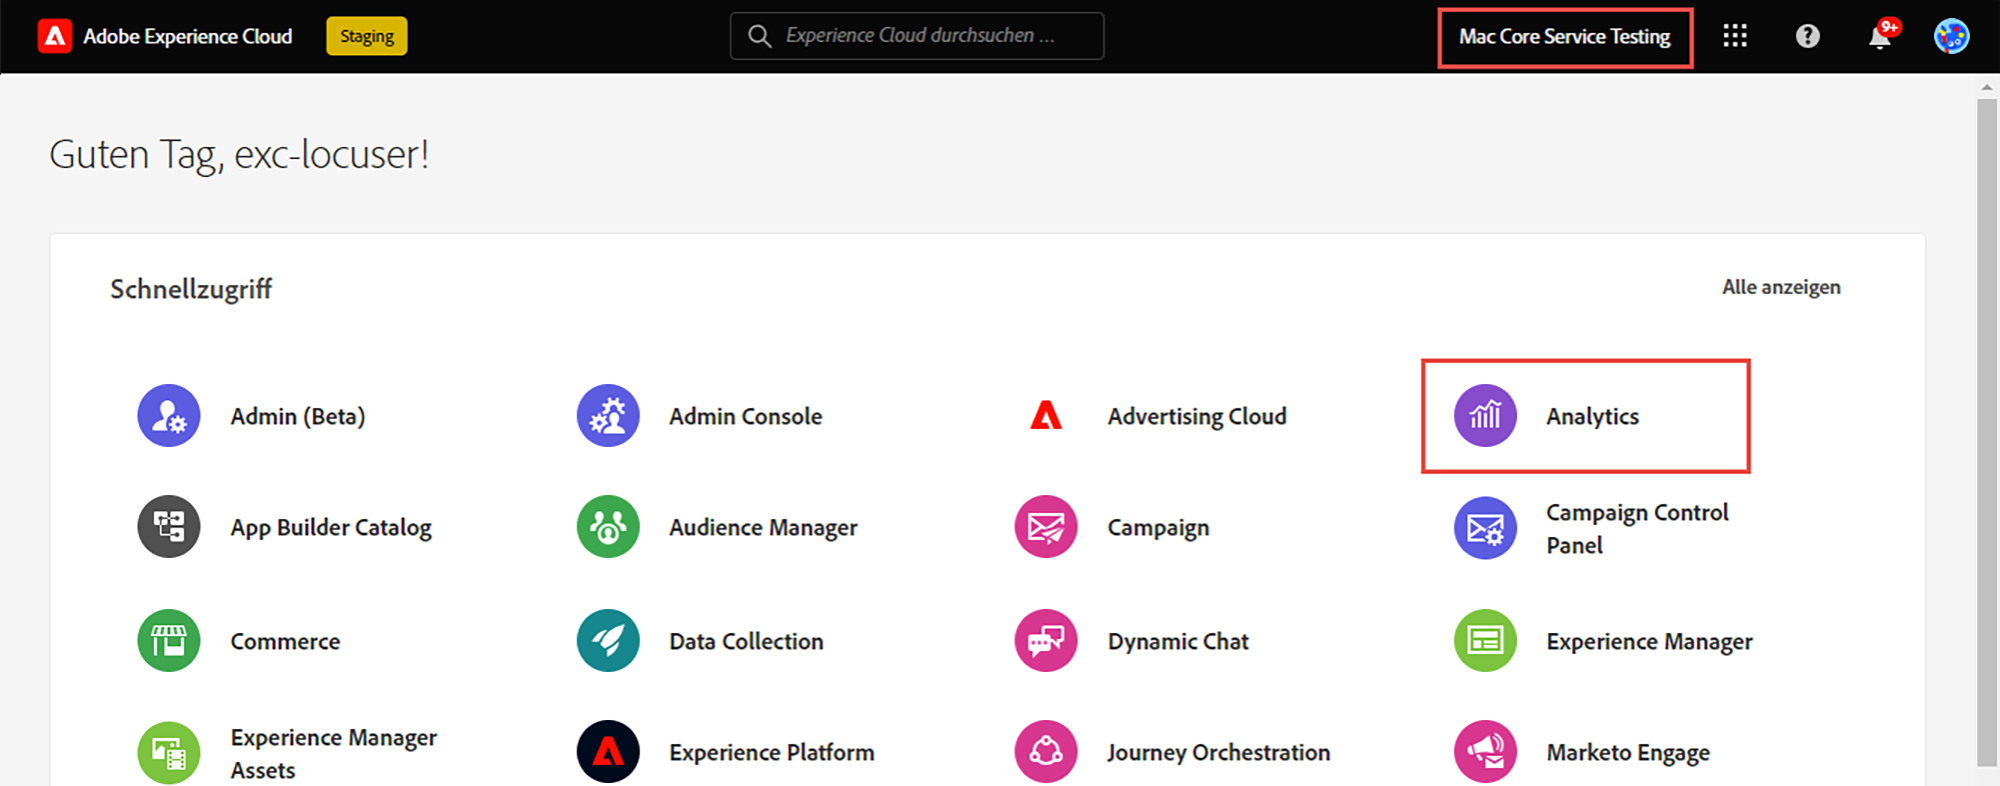 Adobe Experience Cloud
Staging
Experience Cloud durchsuchen ...
Mac Core Service Testing
9+
Guten Tag, exc-locuser!
Schnellzugriff
Alle anzeigen
Admin (Beta)
Admin Console
Advertising Cloud
Analytics
App Builder Catalog
Audience Manager
Campaign
Campaign Control
Panel
Commerce
Data Collection
Dynamic Chat
Experience Manager
Experience Manager
Assets
Experience Platform
Journey Orchestration
Marketo Engage